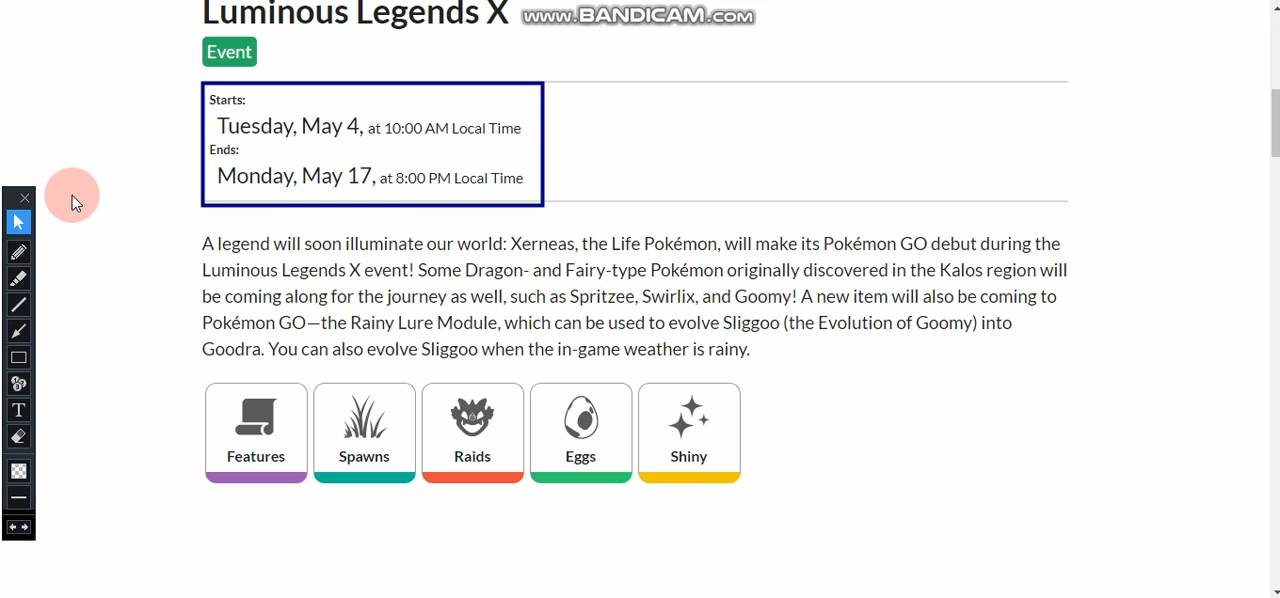 Luminous Legends X
www.BANDICAM.com
Event
Starts:
Tuesday, May 4, at 10:00 AM Local Time
Ends:
Monday, May 17, at 8:00 PM Local Time
A legend will soon illuminate our world: Xerneas, the Life Pokémon, will make its Pokémon GO debut during the
Luminous Legends X event! Some Dragon- and Fairy-type Pokémon originally discovered in the Kalos region will
be coming along for the journey as well, such as Spritzee, Swirlix, and Goomy! A new item will also be coming to
Pokémon GO—the Rainy Lure Module, which can be used to evolve Sliggoo (the Evolution of Goomy) into
Goodra. You can also evolve Sliggoo when the in-game weather is rainy.
Features Spawns Raids Eggs Shiny
T